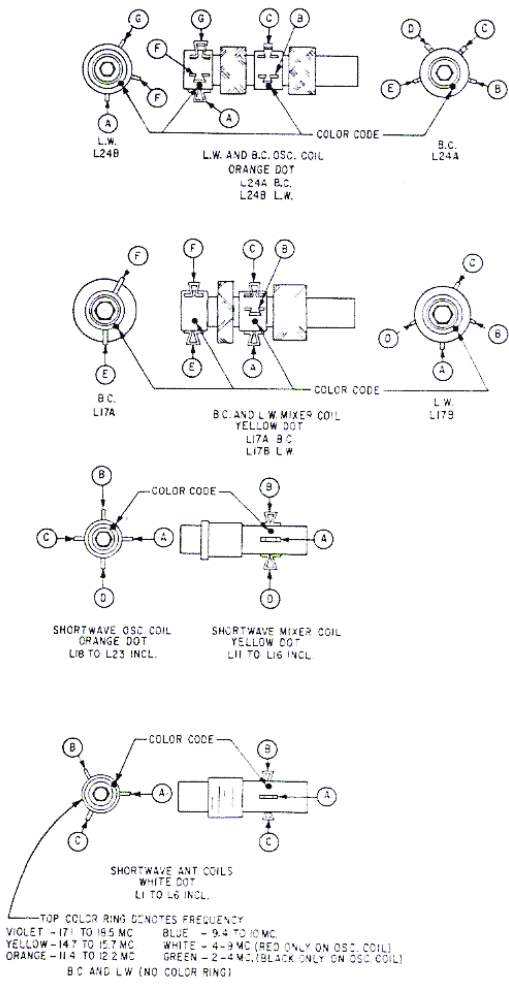 G G C B D C
F F E B
A A
COLOR CODE
L.W.
L24B
L.W. AND B.C. OSC. COIL
ORANGE DOT
L24A B.C.
L24B L.W.
B.C.
L24A
F F C B C
E E A D B A
COLOR CODE
B.C.
L17A
B.C. AND L.W. MIXER COIL
YELLOW DOT
L17A B.C
L17B L.W.
L.W.
L17B
B B
COLOR CODE
C A A
D D
SHORTWAVE OSC. COIL
ORANGE DOT
L18 TO L23 INCL.
SHORTWAVE MIXER COIL
YELLOW DOT
L11 TO L16 INCL.
B COLOR CODE B
A A
C C
SHORTWAVE ANT COILS
WHITE DOT
L1 TO L6 INCL.
TOP COLOR RING DENOTES FREQUENCY
VIOLET - 17.1 TO 19.5 MC BLUE - 9.4 TO 10 MC.
YELLOW - 14.7 TO 15.7 MC WHITE - 4-9 MC (RED ONLY ON OSC. COIL)
ORANGE - 11.4 TO 12.2 MC GREEN - 2-4 MC. (BLACK ONLY ON OSC. COIL)
B.C AND L.W (NO COLOR RING)